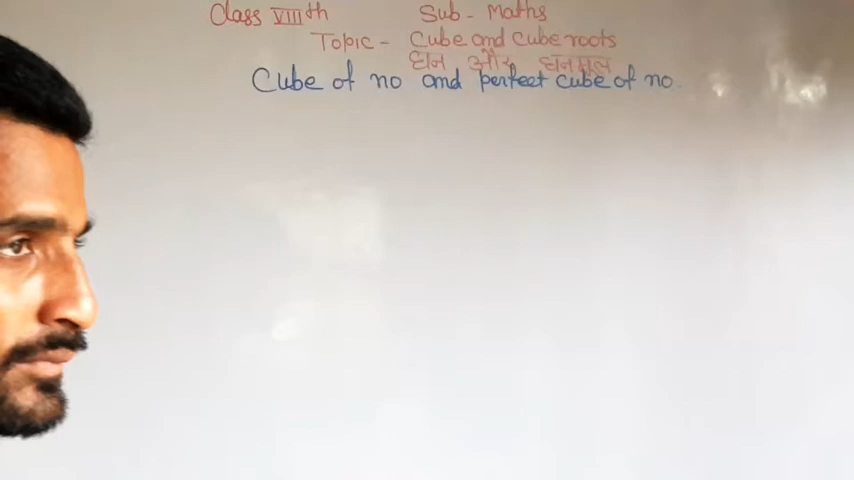 Class VIIIth Sub - Maths
Topic - Cube and Cube roots
घन और घनमूल
Cube of no and perfect cube of no.